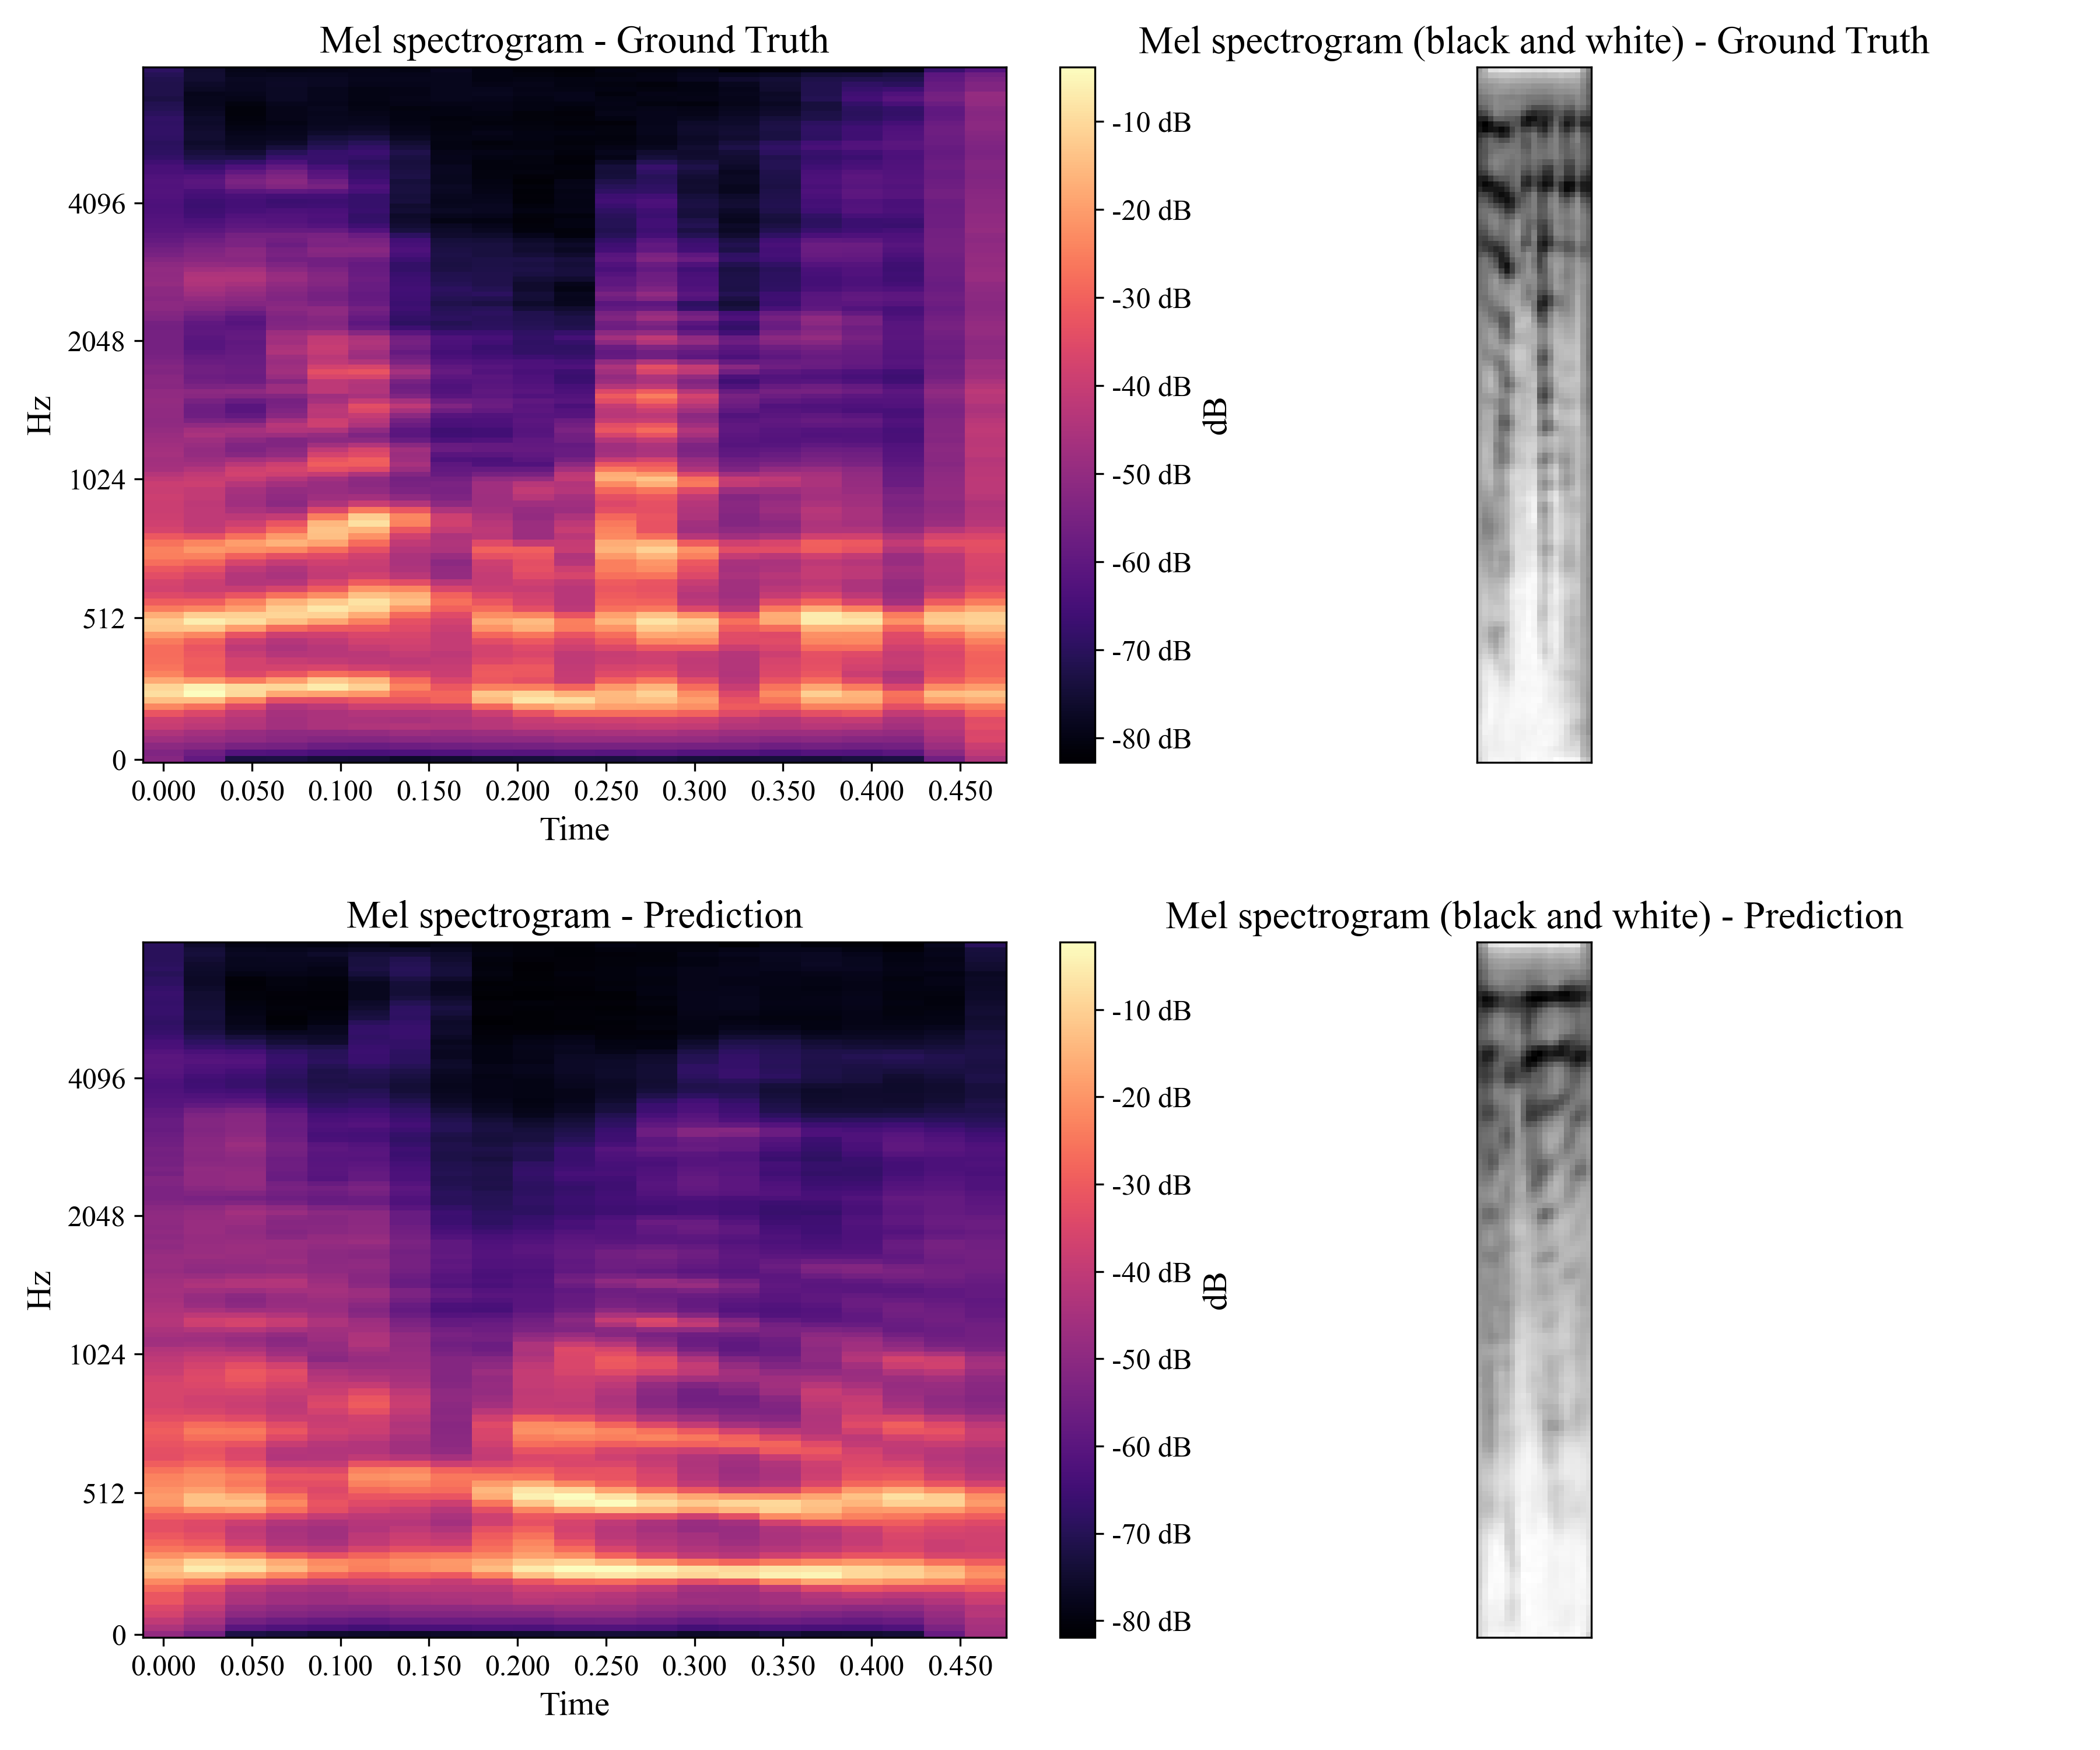 Mel spectrogram - Ground Truth
Mel spectrogram (black and white) - Ground Truth
Hz
4096
2048
1024
512
0
0.000 0.050 0.100 0.150 0.200 0.250 0.300 0.350 0.400 0.450
Time
-10 dB
-20 dB
-30 dB
-40 dB
-50 dB
-60 dB
-70 dB
-80 dB
dB
Mel spectrogram - Prediction
Mel spectrogram (black and white) - Prediction
Hz
4096
2048
1024
512
0
0.000 0.050 0.100 0.150 0.200 0.250 0.300 0.350 0.400 0.450
Time
-10 dB
-20 dB
-30 dB
-40 dB
-50 dB
-60 dB
-70 dB
-80 dB
dB